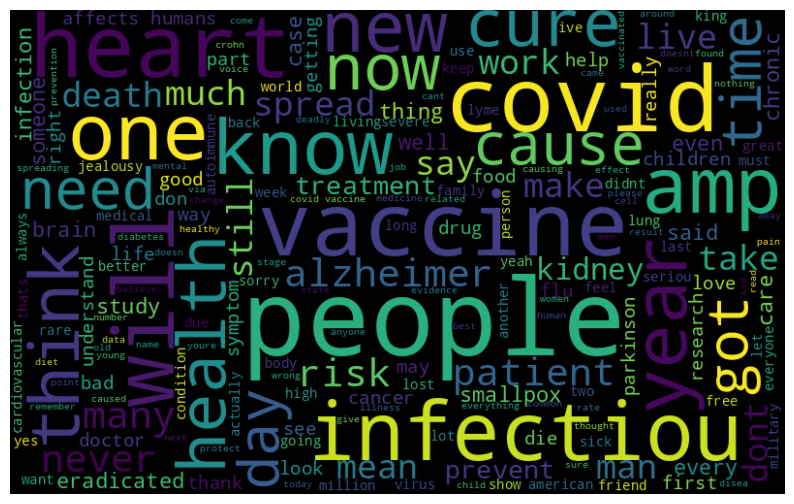 affects humans
heart
new
cure
live
time
chronic
infection
someone
death
much
right
case
getting
part
voice
crohn
prevention
world
spread
deadly
thing
now
work
use
keep
help
come
ive
around
king
vaccinated
doesnt
found
nothing
covid
really
cant
came
word
used
one
jealousy
spreading
mental
good
via
autoimmune
know
back
living
severe
job
well
say
cause
lyme
causing
effect
children
even
must
great
need
don
change
medical
way
week
treatment
family
covid vaccine
medicine
related
food
make
didnt
please
cell
amp
always
brain
diabetes
doesn
healthy
still
vaccine
long
drug
person
men
lung
result
said
away
pain
think
thats
will
life
believe
better
stage
sorry
state
alzheimer
evidence
yeah
flu
feel
kidney
women
another
human
seriou
take
last
love
care
read
year
got
understand
study
number
rare
data
due
name
old
young
health
symptom
people
anyone
best
body
parkinson
research
let
everyone
cardiovascular
diet
point
bad
caused
condition
youre
actually
wrong
risk
may
patient
many
remember
yes
doctor
next
never
protect
day
high
lost
cancer
see
going
everything
illness
give
smallpox
two
common
rate
thought
die
sick
infectiou
free
military
dont
want
eradicated
thank
today
look
million
lot
mean
child
virus
show
prevent
american
man
friend
sure
every
first
disea